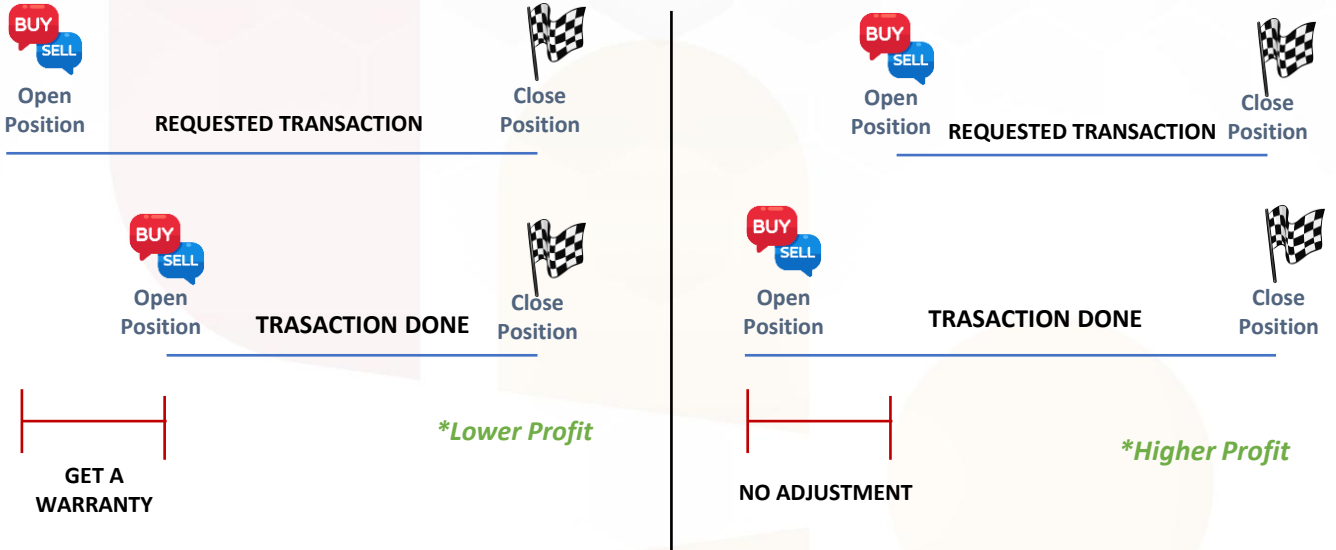 BUY
SELL
Open
Position
REQUESTED TRANSACTION
Close
Position
BUY
SELL
Open
Position
TRASACTION DONE
Close
Position
GET A
WARRANTY
*Lower Profit
BUY
SELL
Open
Position
REQUESTED TRANSACTION
Close
Position
BUY
SELL
Open
Position
TRASACTION DONE
Close
Position
NO ADJUSTMENT
*Higher Profit